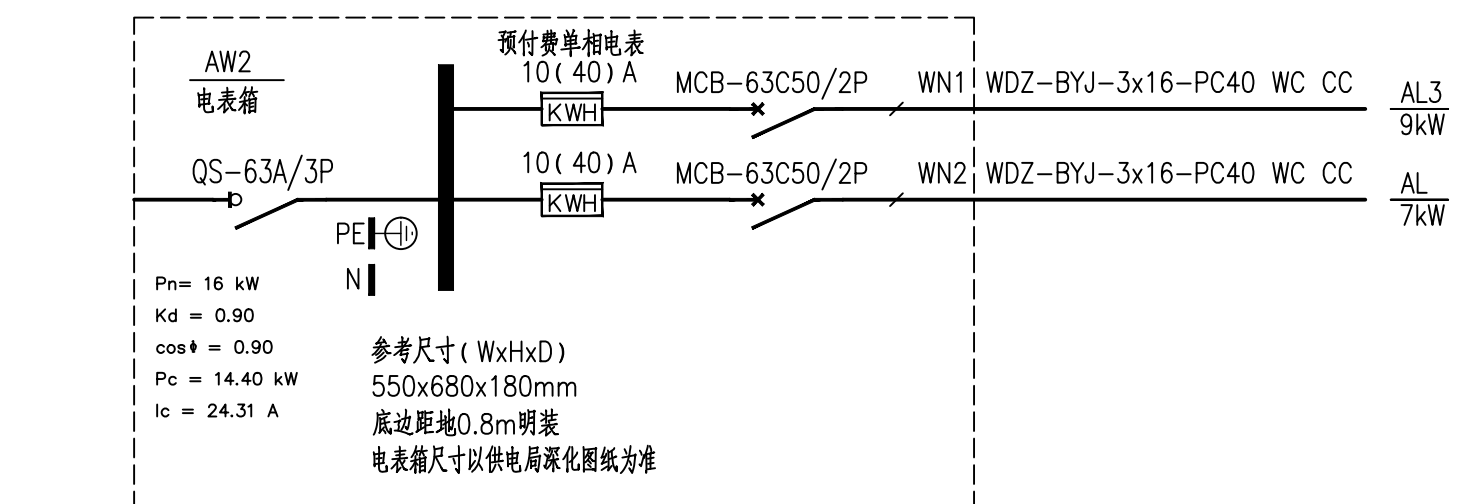 AW2
电表箱
预付费单相电表
10(40)A
KWH
MCB-63C50/2P
WN1
WDZ-BYJ-3x16-PC40 WC CC
AL3
9kW
QS-63A/3P
10(40)A
KWH
MCB-63C50/2P
WN2
WDZ-BYJ-3x16-PC40 WC CC
AL
7kW
PE
N
Pn= 16 kW
Kd = 0.90
cosϕ = 0.90
Pc = 14.40 kW
Ic = 24.31 A
参考尺寸(WxHxD)
550x680x180mm
底边距地0.8m明装
电表箱尺寸以供电局深化图纸为准